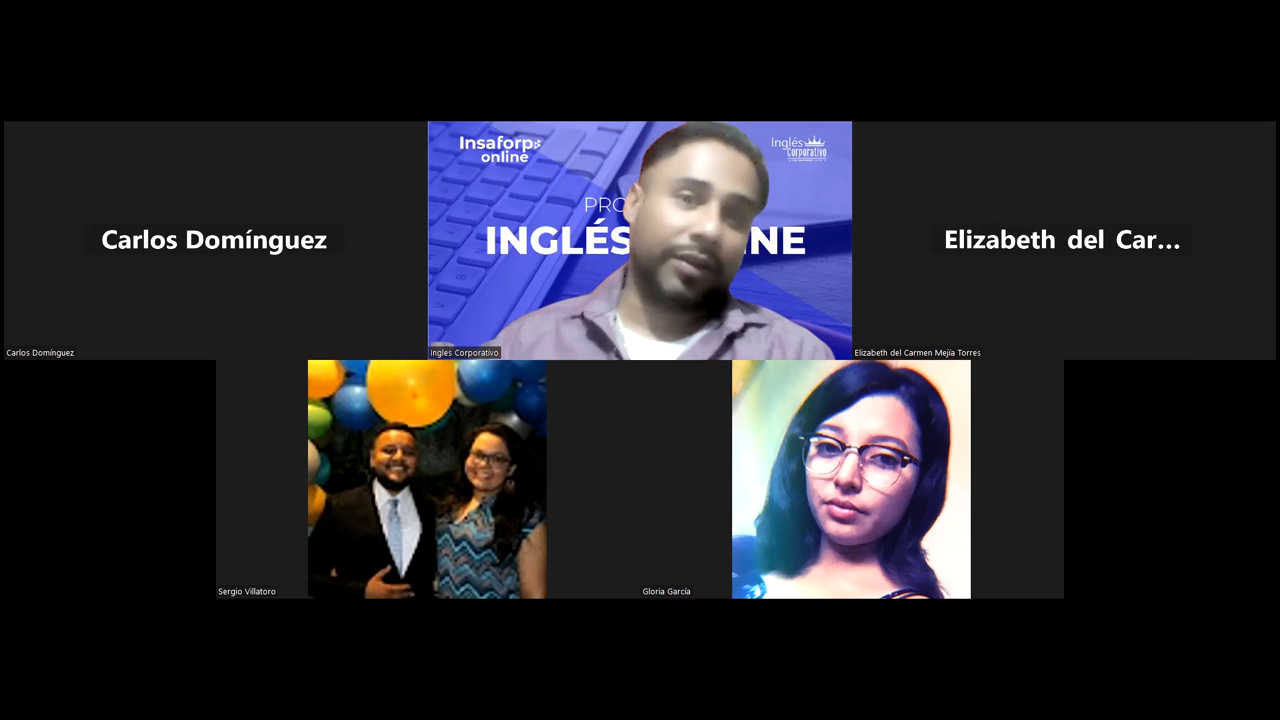 Carlos Domínguez
Carlos Domínguez
Insaforp
online
Inglés
Corporativo
PRO
INGLÉS NE
Ingles Corporativo
Elizabeth del Car...
Elizabeth del Carmen Mejía Torres
Sergio Villatoro
Gloria García